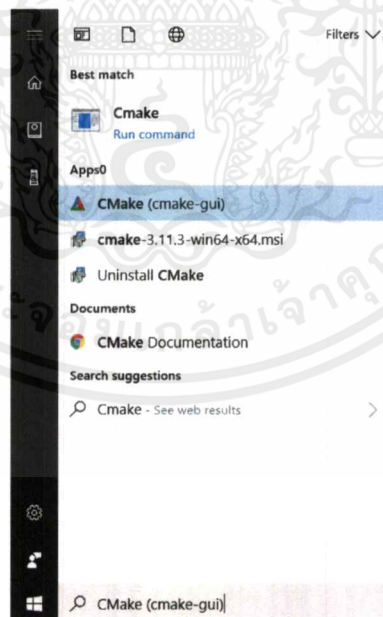 Filters
Best match
Cmake
Run command
Apps0
CMake (cmake-gui)
cmake-3.11.3-win64-x64.msi
Uninstall CMake
Documents
CMake Documentation
Search suggestions
Cmake - See web results
CMake (cmake-gui)